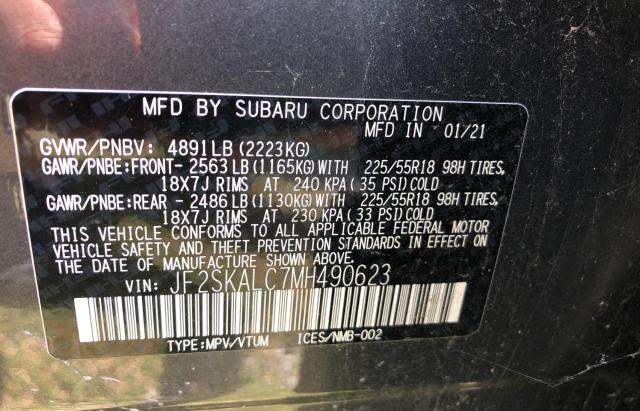 MFD BY SUBARU CORPORATION
MFD IN 01/21
GVWR/PNBV: 4891LB (2223KG)
GAWR/PNBE:FRONT- 2563LB(1165KG)WITH 225/55R18 98H TIRES,
18X7J RIMS AT 240 KPA(35 PSI)COLD
GAWR/PNBE:REAR - 2486LB(1130KG)WITH 225/55R18 98H TIRES,
18X7J RIMS AT 230 KPA(33 PSI)COLD
THIS VEHICLE CONFORMS TO ALL APPLICABLE FEDERAL MOTOR
VEHICLE SAFETY AND THEFT PREVENTION STANDARDS IN EFFECT
ON THE DATE OF MANUFACTURE SHOWN ABOVE.
VIN: JF2SKALC7MH490623
TYPE:MPV/VTUM ICES/NMB-002